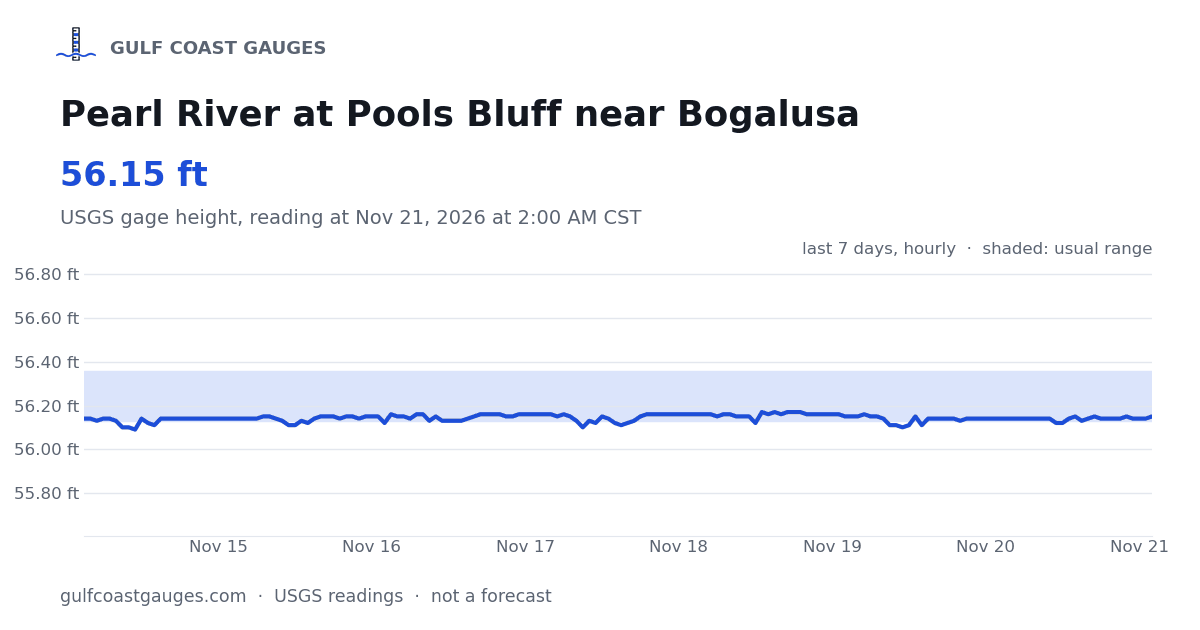 GULF COAST GAUGES
Pearl River at Pools Bluff near Bogalusa
56.15 ft
USGS gage height, reading at Nov 21, 2026 at 2:00 AM CST
last 7 days, hourly · shaded: usual range
56.80 ft
56.60 ft
56.40 ft
56.20 ft
56.00 ft
55.80 ft
Nov 15 Nov 16 Nov 17 Nov 18 Nov 19 Nov 20 Nov 21
gulfcoastgauges.com · USGS readings · not a forecast